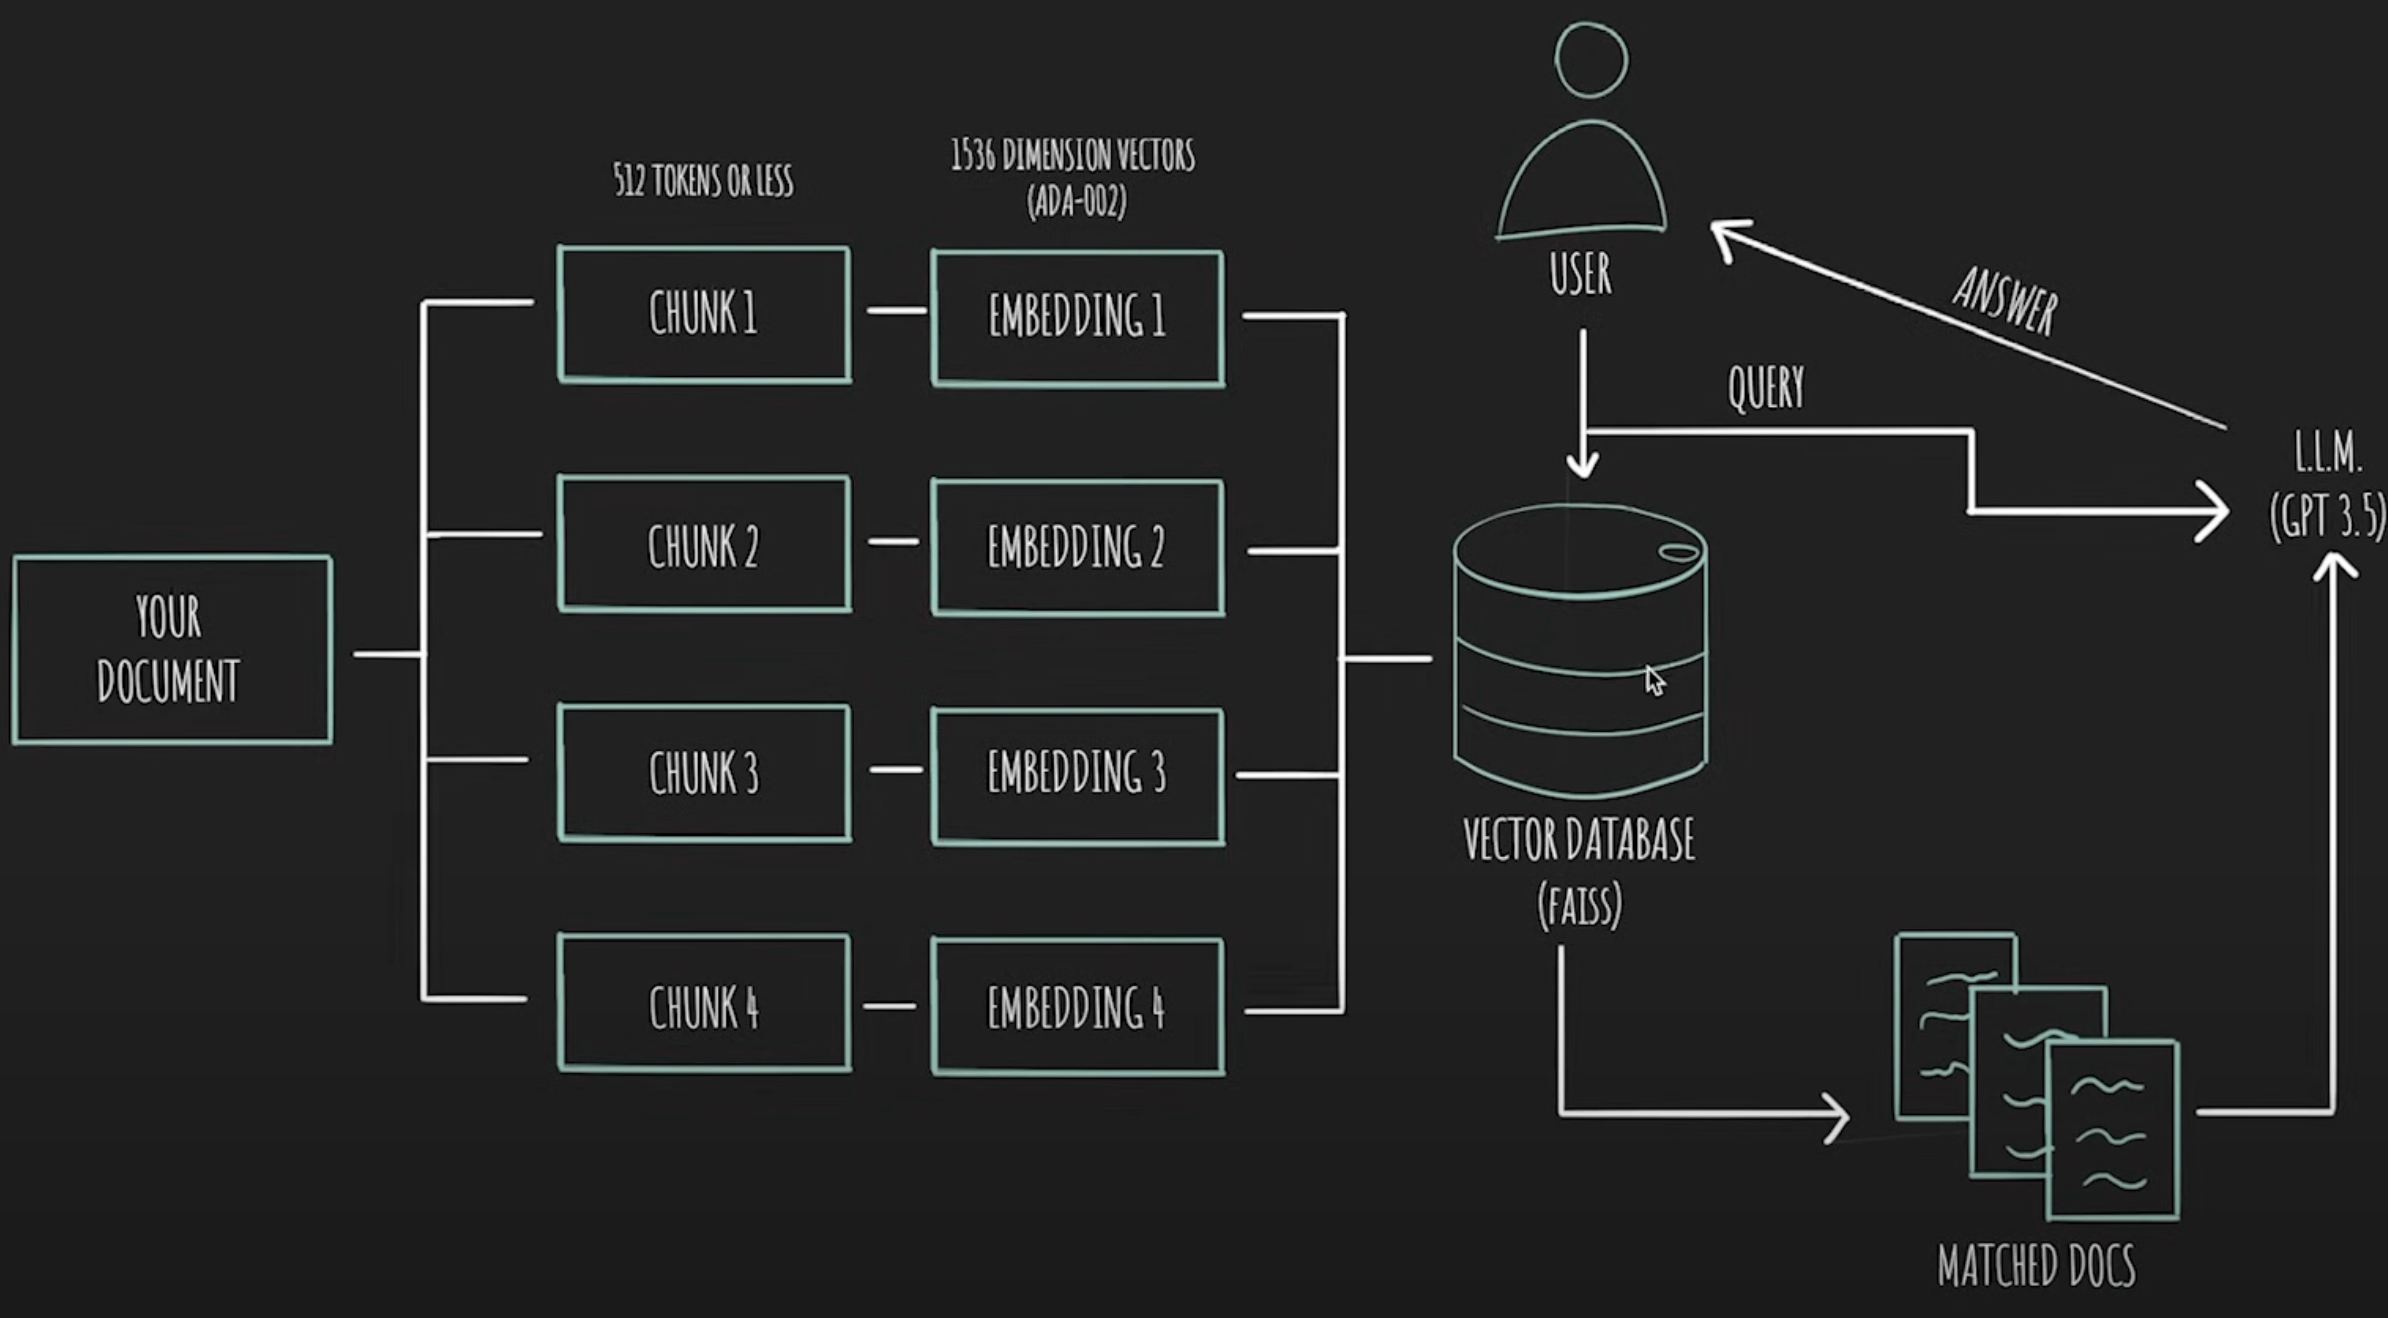 YOUR
DOCUMENT
512 TOKENS OR LESS
CHUNK 1
CHUNK 2
CHUNK 3
CHUNK 4
1536 DIMENSION VECTORS
(ADA-002)
EMBEDDING 1
EMBEDDING 2
EMBEDDING 3
EMBEDDING 4
USER
QUERY
ANSWER
L.L.M.
(GPT 3.5)
VECTOR DATABASE
(FAISS)
MATCHED DOCS